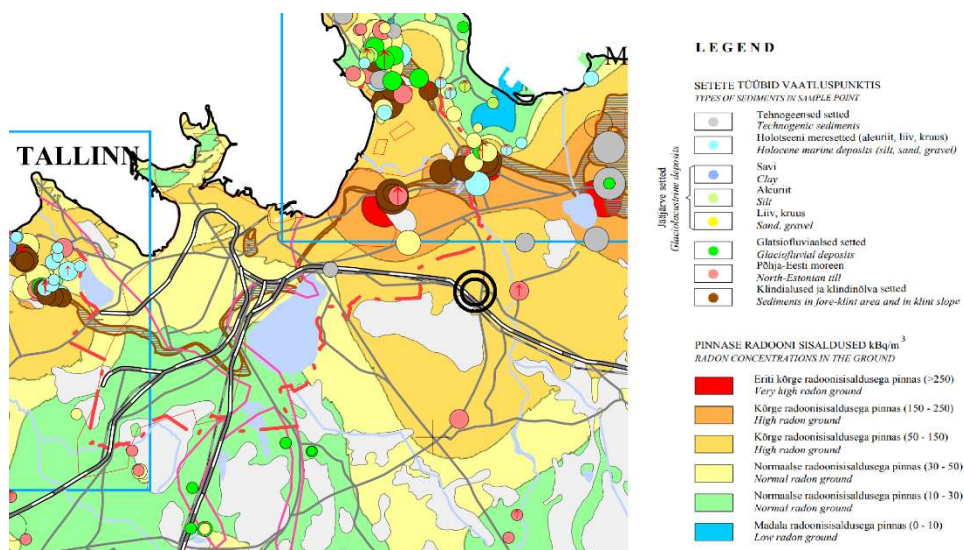 TALLINN
M
LEGEND
SETETE TÜÜBID VAATLUSPUNKTIS
TYPES OF SEDIMENTS IN SAMPLE POINT
Tehnogeensed setted
Technogenic sediments
Holotseeni meresetted (aleuriit, liiv, kruus)
Holocene marine deposits (silt, sand, gravel)
Jääjärve setted
Glaciolacustrine deposits
Savi
Clay
Aleuriit
Silt
Liiv, kruus
Sand, gravel
Glatsiofluviaalsed setted
Glaciofluvial deposits
Põhja-Eesti moreen
North-Estonian till
Klindialused ja klindinõlva setted
Sediments in fore-klint area and in klint slope
PINNASE RADOONI SISALDUSED kBq/m³
RADON CONCENTRATIONS IN THE GROUND
Eriti kõrge radoonisisaldusega pinnas (>250)
Very high radon ground
Kõrge radoonisisaldusega pinnas (150 - 250)
High radon ground
Kõrge radoonisisaldusega pinnas (50 - 150)
High radon ground
Normaalse radoonisisaldusega pinnas (30 - 50)
Normal radon ground
Normaalse radoonisisaldusega pinnas (10 - 30)
Normal radon ground
Madala radoonisisaldusega pinnas (0 - 10)
Low radon ground